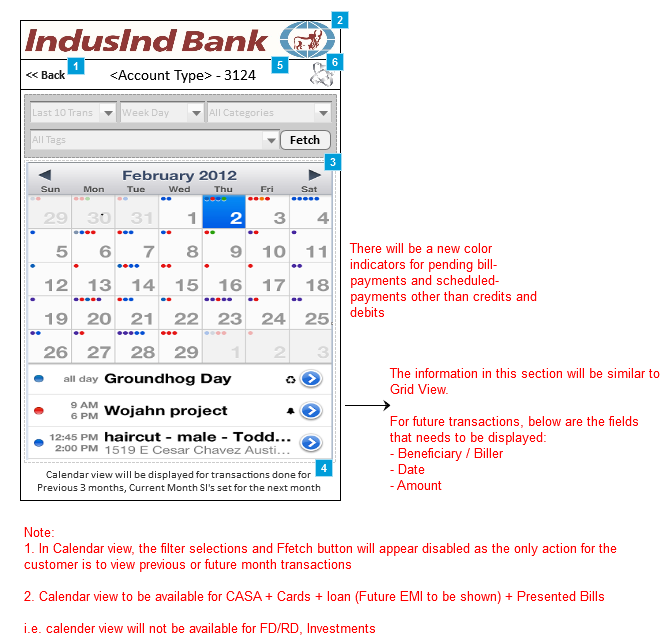 2
IndusInd Bank
1 5 6
<< Back <Account Type> - 3124
Last 10 Trans Week Day All Categories
All Tags Fetch
3
February 2012
Sun Mon Tue Wed Thu Fri Sat
29 30 31 1 2 3 4
5 6 7 8 9 10 11
12 13 14 15 16 17 18
19 20 21 22 23 24 25
26 27 28 29 1 2 3
all day Groundhog Day
9 AM Wojahn project
6 PM
12:45 PM haircut - male - Todd...
2:00 PM 1519 E Cesar Chavez Austi...
4
Calendar view will be displayed for transactions done for
Previous 3 months, Current Month SI's set for the next month
There will be a new color
indicators for pending bill-
payments and scheduled-
payments other than credits and
debits
The information in this section will be similar to
Grid View.
For future transactions, below are the fields
that needs to be displayed:
- Beneficiary / Biller
- Date
- Amount
Note:
1. In Calendar view, the filter selections and Ffetch button will appear disabled as the only action for the
customer is to view previous or future month transactions
2. Calendar view to be available for CASA + Cards + loan (Future EMI to be shown) + Presented Bills
i.e. calender view will not be available for FD/RD, Investments